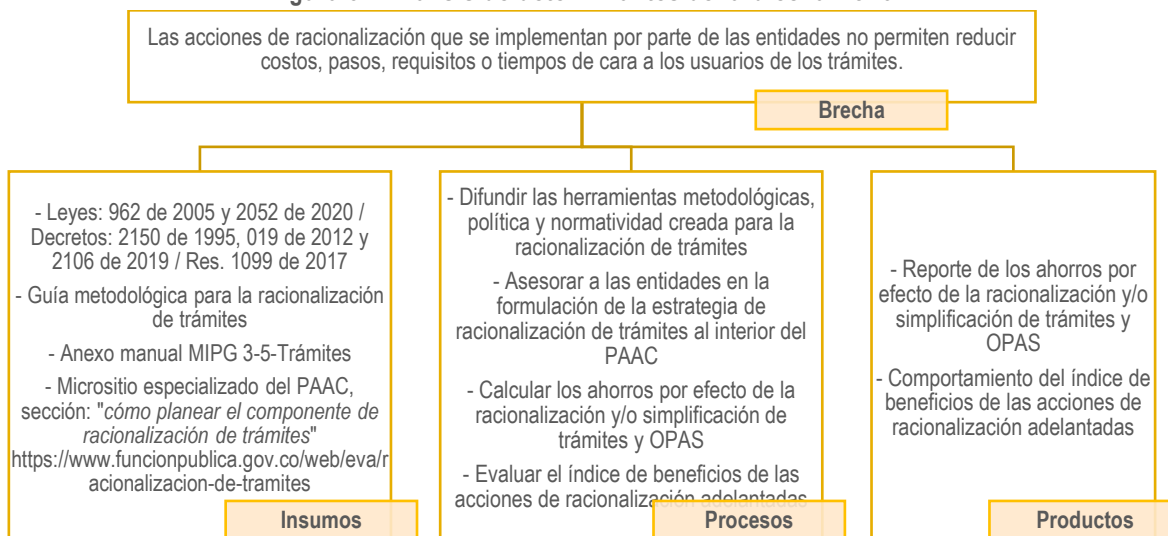 Las acciones de racionalización que se implementan por parte de las entidades no permiten reducir
costos, pasos, requisitos o tiempos de cara a los usuarios de los trámites.
Brecha
- Leyes: 962 de 2005 y 2052 de 2020 /
Decretos: 2150 de 1995, 019 de 2012 y
2106 de 2019 / Res. 1099 de 2017
- Guía metodológica para la racionalización
de trámites
- Anexo manual MIPG 3-5-Trámites
- Micrositio especializado del PAAC,
sección: "cómo planear el componente de
racionalización de trámites"
https://www.funcionpublica.gov.co/web/eva/r
acionalizacion-de-tramites
Insumos
- Difundir las herramientas metodológicas,
política y normatividad creada para la
racionalización de trámites
- Asesorar a las entidades en la
formulación de la estrategia de
racionalización de trámites al interior del
PAAC
- Calcular los ahorros por efecto de la
racionalización y/o simplificación de
trámites y OPAS
- Evaluar el índice de beneficios de las
acciones de racionalización adelantadas
Procesos
- Reporte de los ahorros por
efecto de la racionalización y/o
simplificación de trámites y
OPAS
- Comportamiento del índice de
beneficios de las acciones de
racionalización adelantadas
Productos